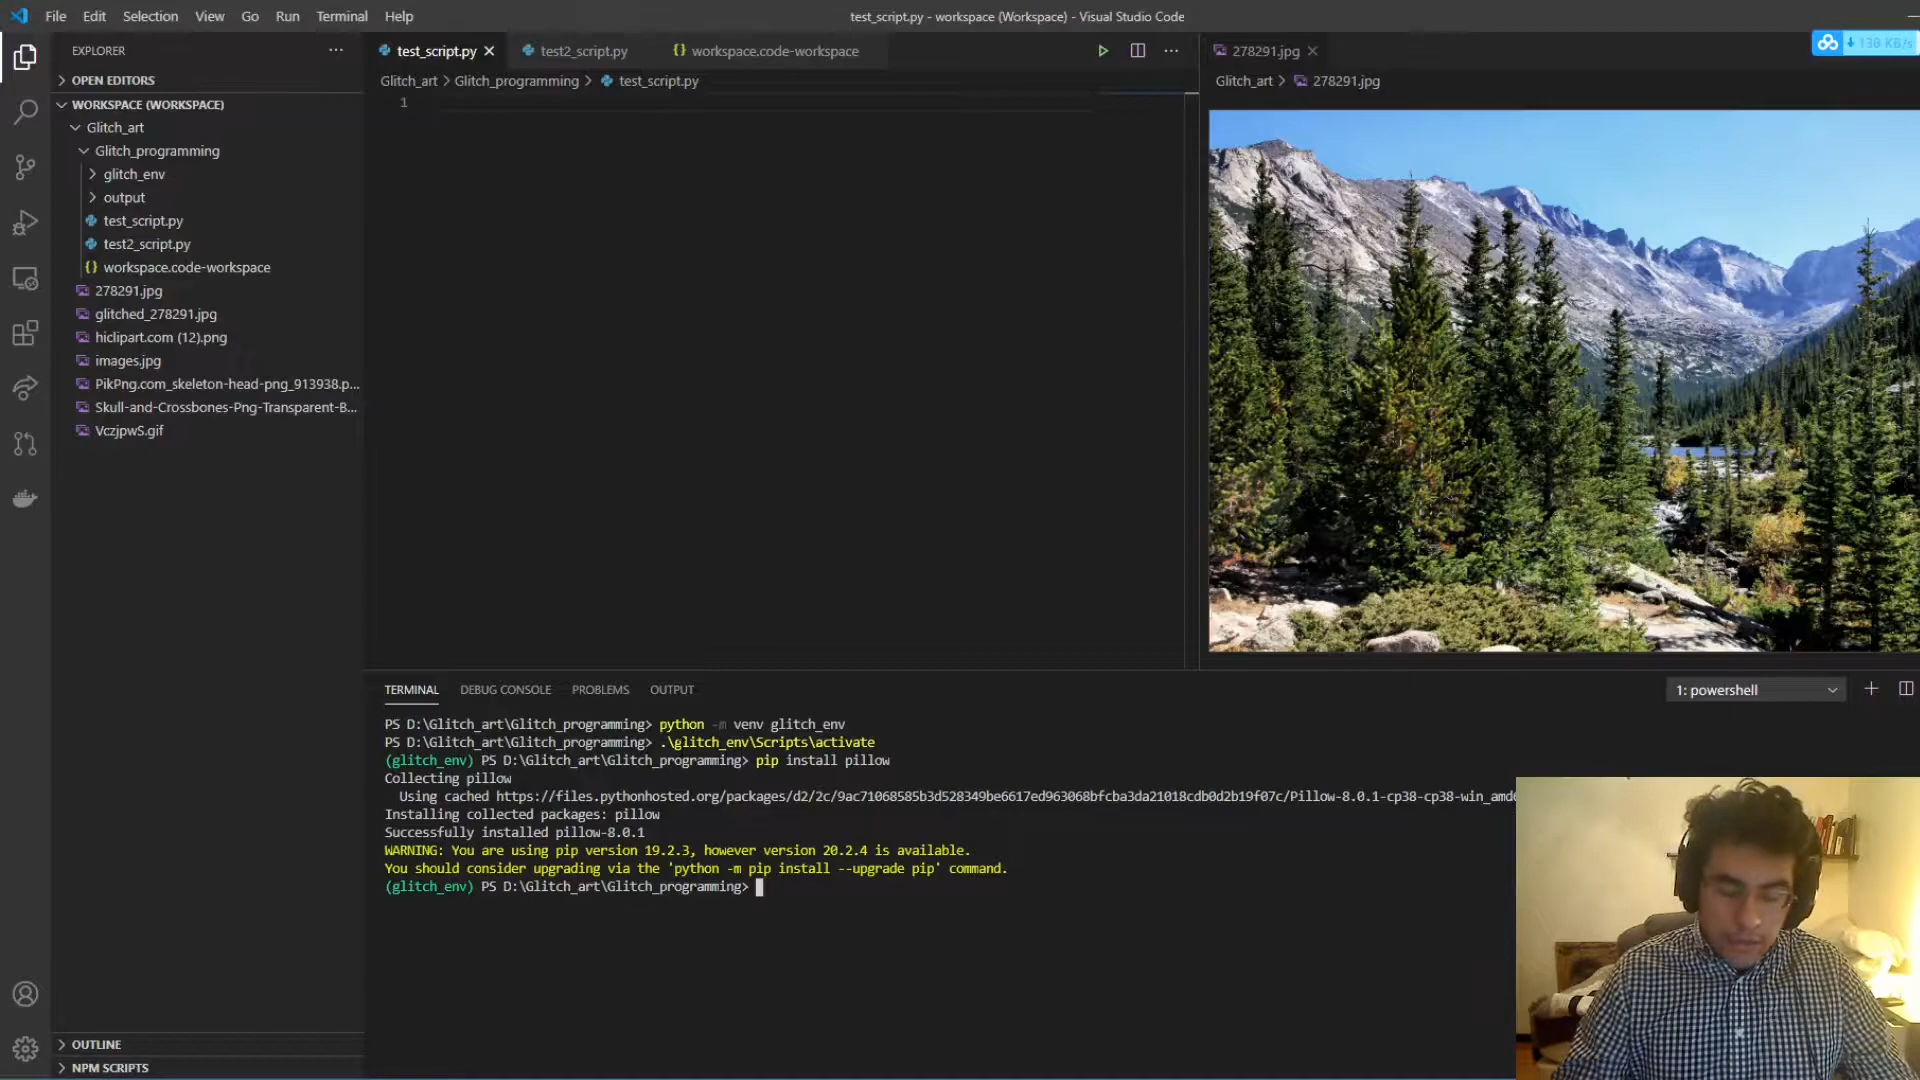 File Edit Selection View Go Run Terminal Help
test_script.py - workspace (Workspace) - Visual Studio Code
EXPLORER
OPEN EDITORS
WORKSPACE (WORKSPACE)
Glitch_art
Glitch_programming
glitch_env
output
test_script.py
test2_script.py
workspace.code-workspace
278291.jpg
glitched_278291.jpg
hiclipart.com (12).png
images.jpg
PikPng.com_skeleton-head-png_913938.p...
Skull-and-Crossbones-Png-Transparent-B...
VczjpwS.gif
OUTLINE
NPM SCRIPTS
test_script.py test2_script.py workspace.code-workspace
Glitch_art > Glitch_programming > test_script.py
1
278291.jpg
138 KB/s
Glitch_art > 278291.jpg
TERMINAL DEBUG CONSOLE PROBLEMS OUTPUT
1: powershell
PS D:\Glitch_art\Glitch_programming> python -m venv glitch_env
PS D:\Glitch_art\Glitch_programming> .\glitch_env\Scripts\activate
(glitch_env) PS D:\Glitch_art\Glitch_programming> pip install pillow
Collecting pillow
Using cached https://files.pythonhosted.org/packages/d2/2c/9ac71068585b3d528349be6617ed963068bfcba3da21018cdb0d2b19f07c/Pillow-8.0.1-cp38-cp38-win_amd6
Installing collected packages: pillow
Successfully installed pillow-8.0.1
WARNING: You are using pip version 19.2.3, however version 20.2.4 is available.
You should consider upgrading via the 'python -m pip install --upgrade pip' command.
(glitch_env) PS D:\Glitch_art\Glitch_programming>